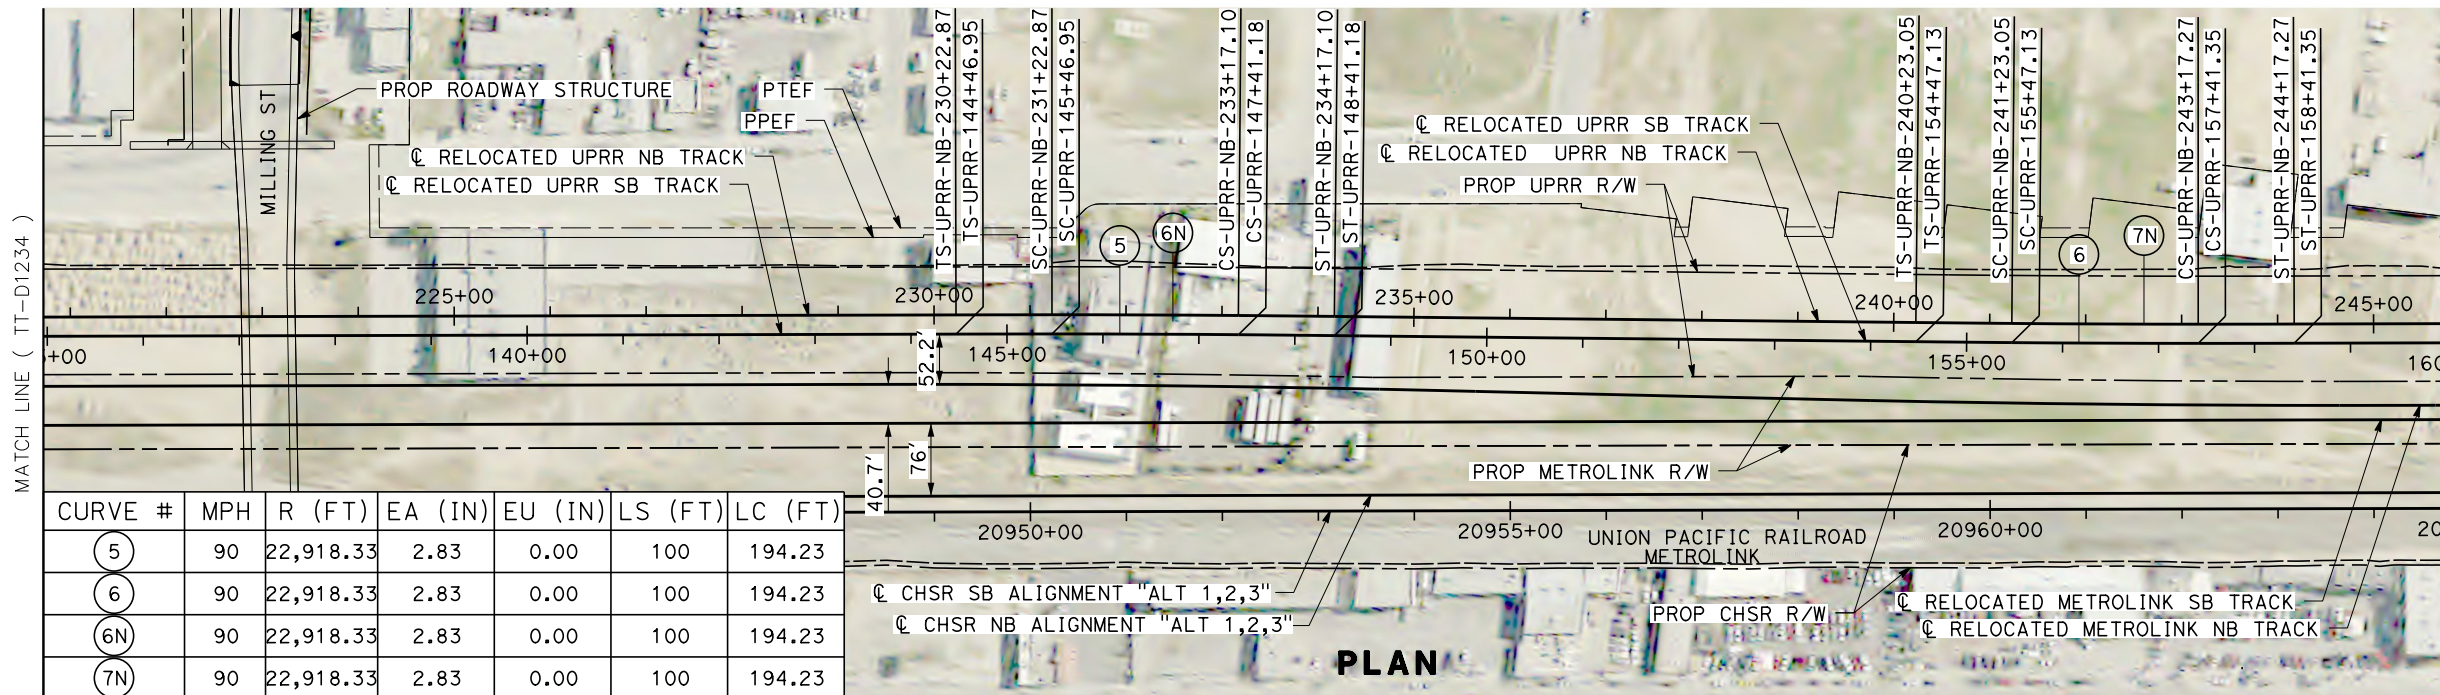 MATCH LINE ( TT-D1234 )
MILLING ST
PROP ROADWAY STRUCTURE
PTEF
PPEF
℄ RELOCATED UPRR NB TRACK
℄ RELOCATED UPRR SB TRACK
TS-UPRR-NB-230+22.87
TS-UPRR-144+46.95
SC-UPRR-NB-231+22.87
SC-UPRR-145+46.95
CS-UPRR-NB-233+17.10
CS-UPRR-147+41.18
ST-UPRR-NB-234+17.10
ST-UPRR-148+41.18
℄ RELOCATED UPRR SB TRACK
℄ RELOCATED UPRR NB TRACK
PROP UPRR R/W
TS-UPRR-NB-240+23.05
TS-UPRR-154+47.13
SC-UPRR-NB-241+23.05
SC-UPRR-155+47.13
CS-UPRR-NB-243+17.27
CS-UPRR-157+41.35
ST-UPRR-NB-244+17.27
ST-UPRR-158+41.35
5
6N
6
7N
225+00
230+00
235+00
240+00
245+00
+00
140+00
145+00
150+00
155+00
160
52.2'
40.7'
76'
PROP METROLINK R/W
20950+00
20955+00
20960+00
20
UNION PACIFIC RAILROAD
METROLINK
℄ CHSR SB ALIGNMENT "ALT 1,2,3"
℄ CHSR NB ALIGNMENT "ALT 1,2,3"
PROP CHSR R/W
℄ RELOCATED METROLINK SB TRACK
℄ RELOCATED METROLINK NB TRACK
CURVE # MPH R (FT) EA (IN) EU (IN) LS (FT) LC (FT)
5 90 22,918.33 2.83 0.00 100 194.23
6 90 22,918.33 2.83 0.00 100 194.23
6N 90 22,918.33 2.83 0.00 100 194.23
7N 90 22,918.33 2.83 0.00 100 194.23
PLAN